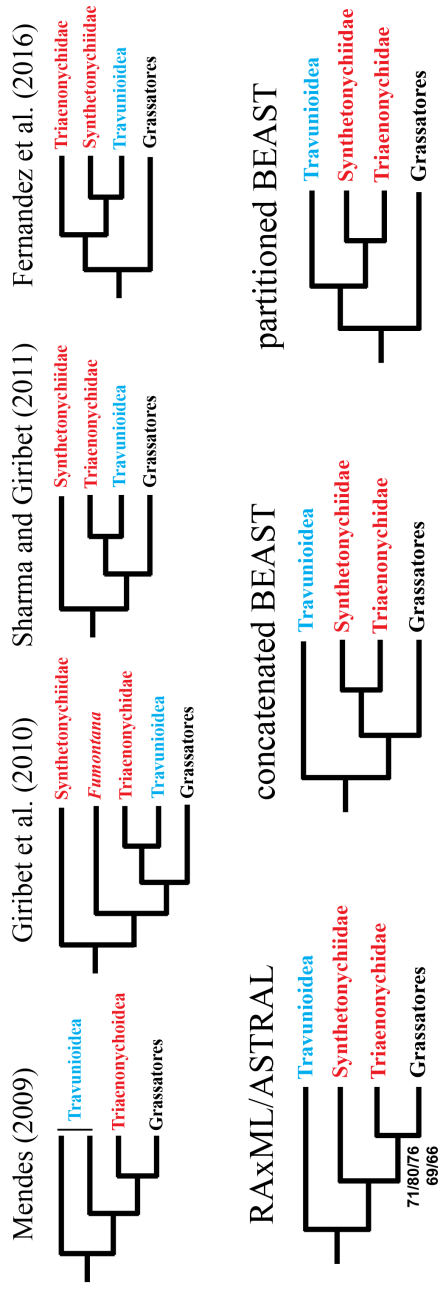 Mendes (2009)
Travunioidea
Triaenonychoidea
Grassatores
Giribet et al. (2010)
Synthetonychiidae
Fumontana
Triaenonychidae
Travunioidea
Grassatores
Sharma and Giribet (2011)
Synthetonychiidae
Triaenonychidae
Travunioidea
Grassatores
Fernandez et al. (2016)
Triaenonychidae
Synthetonychiidae
Travunioidea
Grassatores
RAxML/ASTRAL
Travunioidea
Synthetonychiidae
Triaenonychidae
Grassatores
71/80/76
69/66
concatenated BEAST
Travunioidea
Synthetonychiidae
Triaenonychidae
Grassatores
partitioned BEAST
Travunioidea
Synthetonychiidae
Triaenonychidae
Grassatores